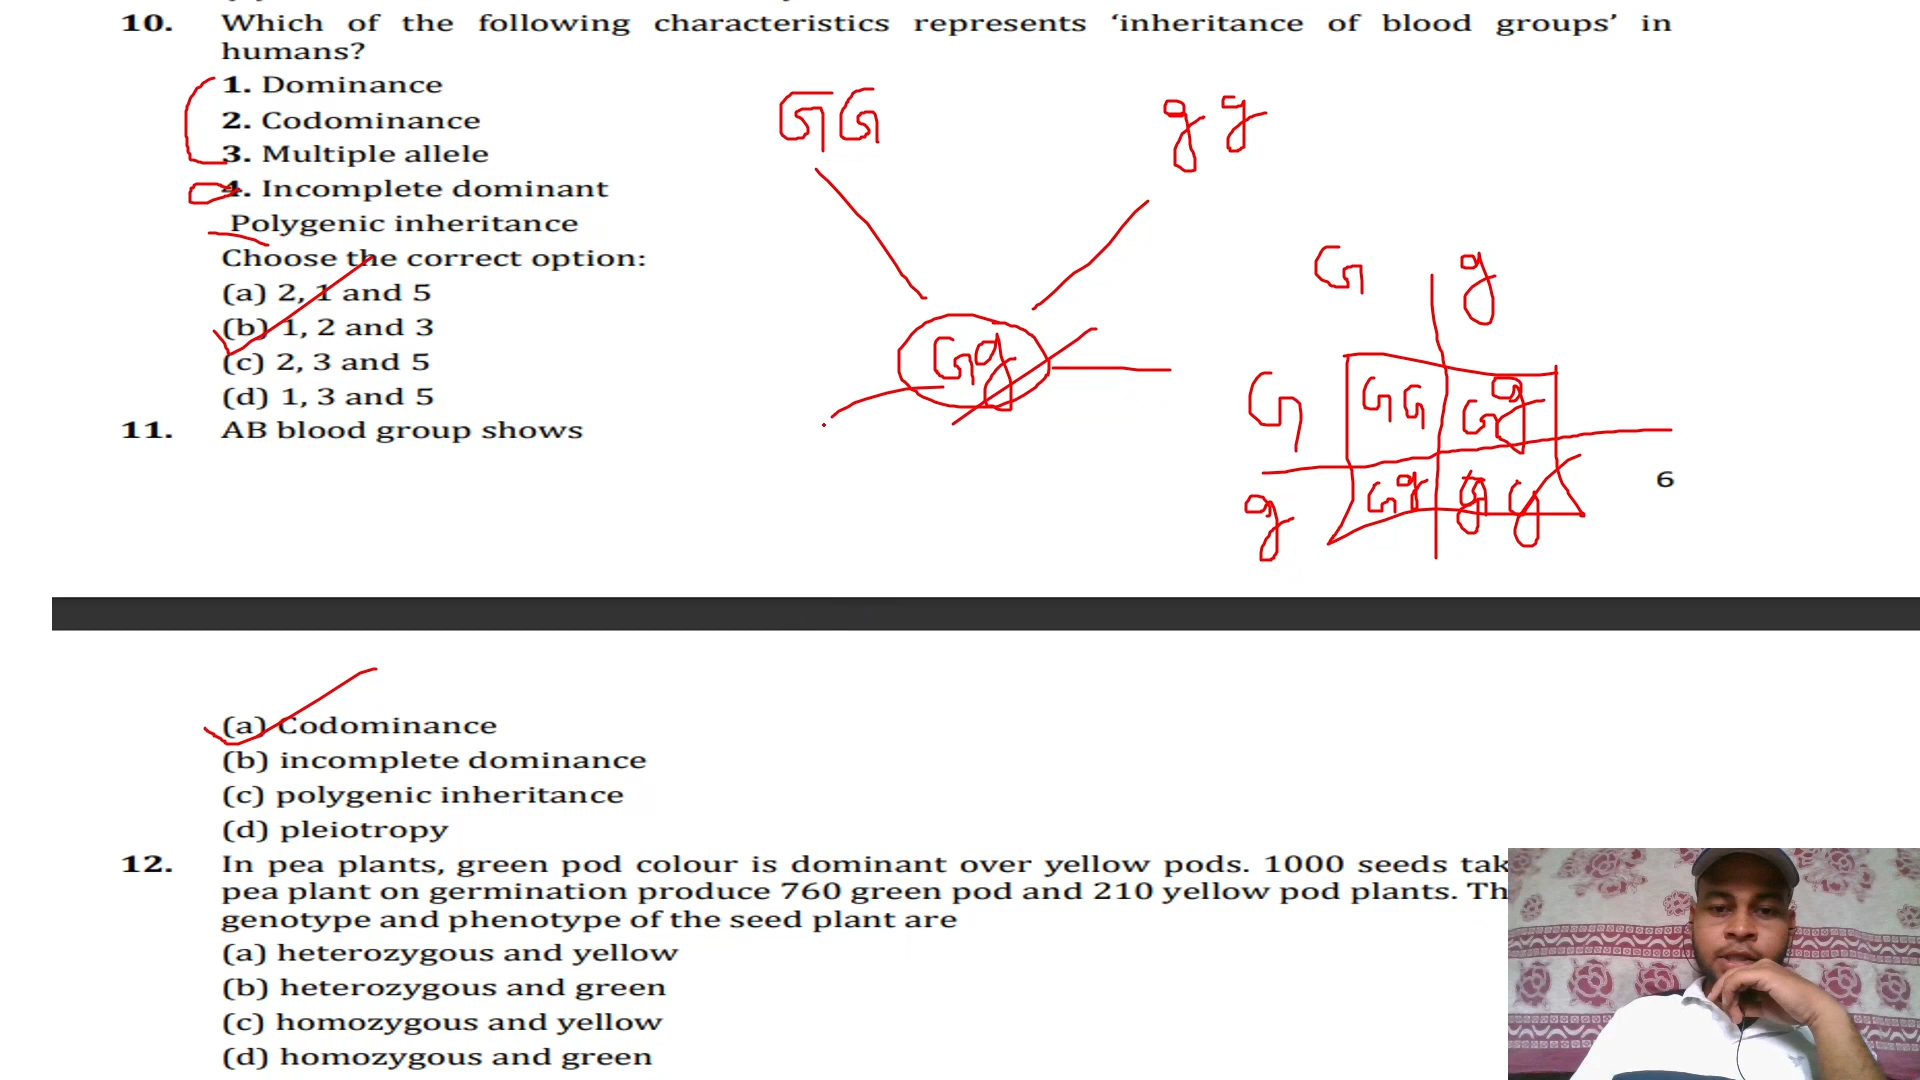 10. Which of the following characteristics represents ‘inheritance of blood groups’ in
humans?
1. Dominance
2. Codominance
3. Multiple allele
4. Incomplete dominant
Polygenic inheritance
Choose the correct option:
(a) 2, 1 and 5
(b) 1, 2 and 3
(c) 2, 3 and 5
(d) 1, 3 and 5
11. AB blood group shows
GG gg
Gg
G g
G GG Gg
g Gg gg
6
(a) Codominance
(b) incomplete dominance
(c) polygenic inheritance
(d) pleiotropy
12. In pea plants, green pod colour is dominant over yellow pods. 1000 seeds tak
pea plant on germination produce 760 green pod and 210 yellow pod plants. Th
genotype and phenotype of the seed plant are
(a) heterozygous and yellow
(b) heterozygous and green
(c) homozygous and yellow
(d) homozygous and green